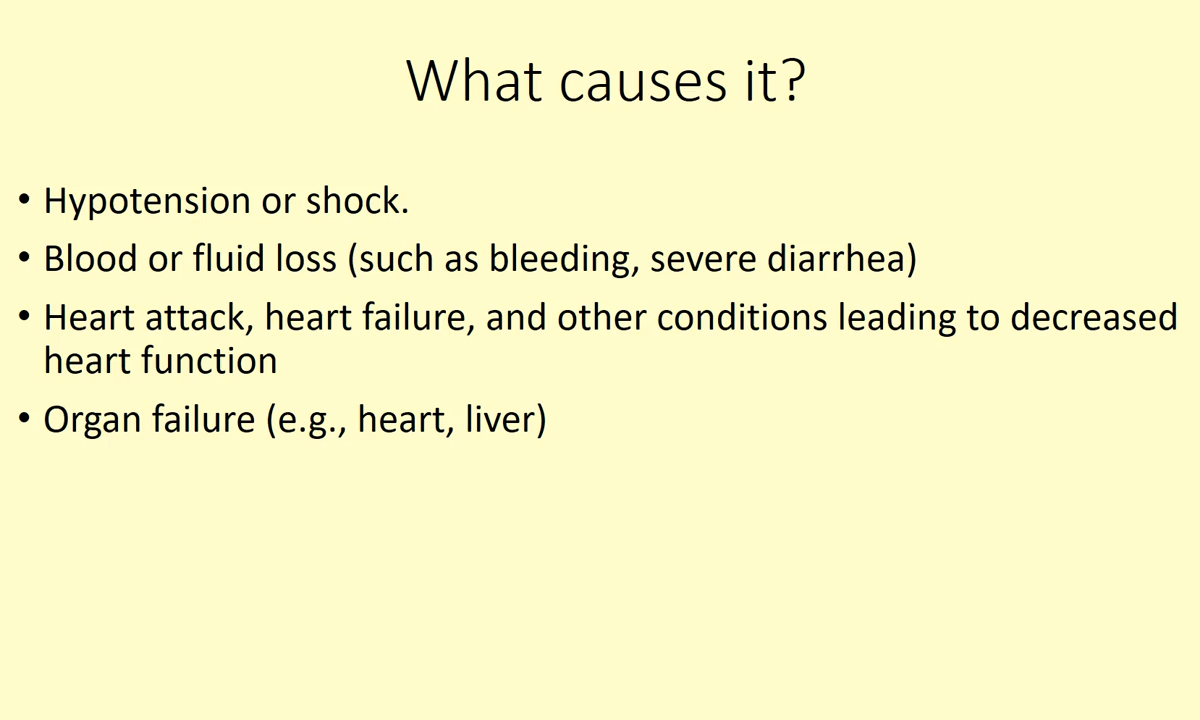 What causes it?
• Hypotension or shock.
• Blood or fluid loss (such as bleeding, severe diarrhea)
• Heart attack, heart failure, and other conditions leading to decreased
heart function
• Organ failure (e.g., heart, liver)